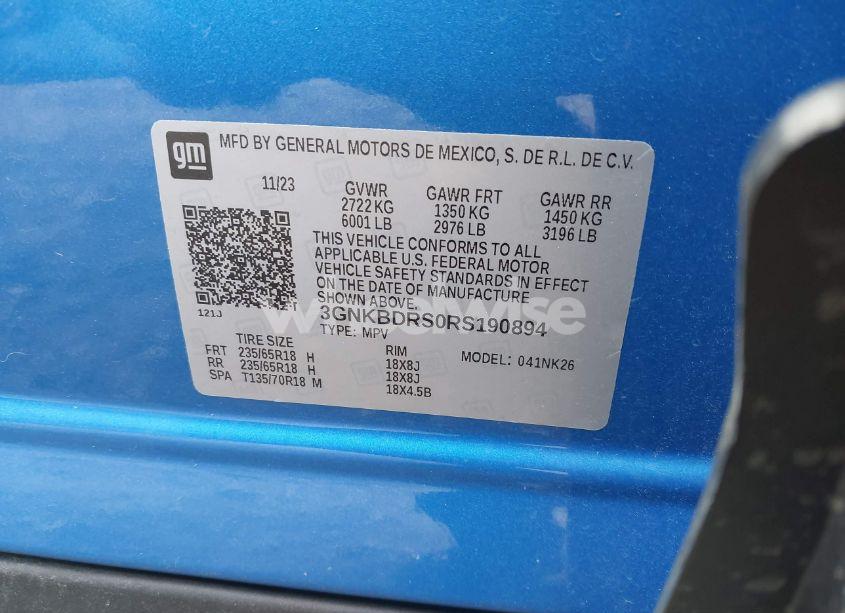 gm
MFD BY GENERAL MOTORS DE MEXICO, S. DE R.L. DE C.V.
11/23 GVWR GAWR FRT GAWR RR
2722 KG 1350 KG 1450 KG
6001 LB 2976 LB 3196 LB
THIS VEHICLE CONFORMS TO ALL
APPLICABLE U.S. FEDERAL MOTOR
VEHICLE SAFETY STANDARDS IN EFFECT
ON THE DATE OF MANUFACTURE
SHOWN ABOVE.
121J
3GNKBDRS0RS190894
TYPE: MPV
TIRE SIZE RIM MODEL: 041NK26
FRT 235/65R18 H 18X8J
RR 235/65R18 H 18X8J
SPA T135/70R18 M 18X4.5B